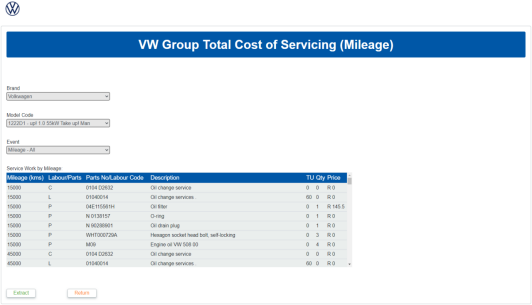 VW Group Total Cost of Servicing (Mileage)
Brand
Volkswagen
Model Code
1222D1 - up! 1.0 55kW Take up! Man
Event
Mileage - All
Service Work by Mileage
Mileage (kms) Labour/Parts Parts No/Labour Code Description TU Qty Price
15000 C 0104 D2632 Oil change service 0 0 R 0
15000 L 01040014 Oil change services 60 0 R 0
15000 P 04E115561H Oil filter 0 1 R 145.5
15000 P N 0138157 O-ring 0 1 R 0
15000 P N 90288901 Oil drain plug 0 1 R 0
15000 P WHT000729A Hexagon socket head bolt, self-locking 0 3 R 0
15000 P M09 Engine oil VW 508 00 0 4 R 0
45000 C 0104 D2632 Oil change service 0 0 R 0
45000 L 01040014 Oil change services 60 0 R 0
Extract Return